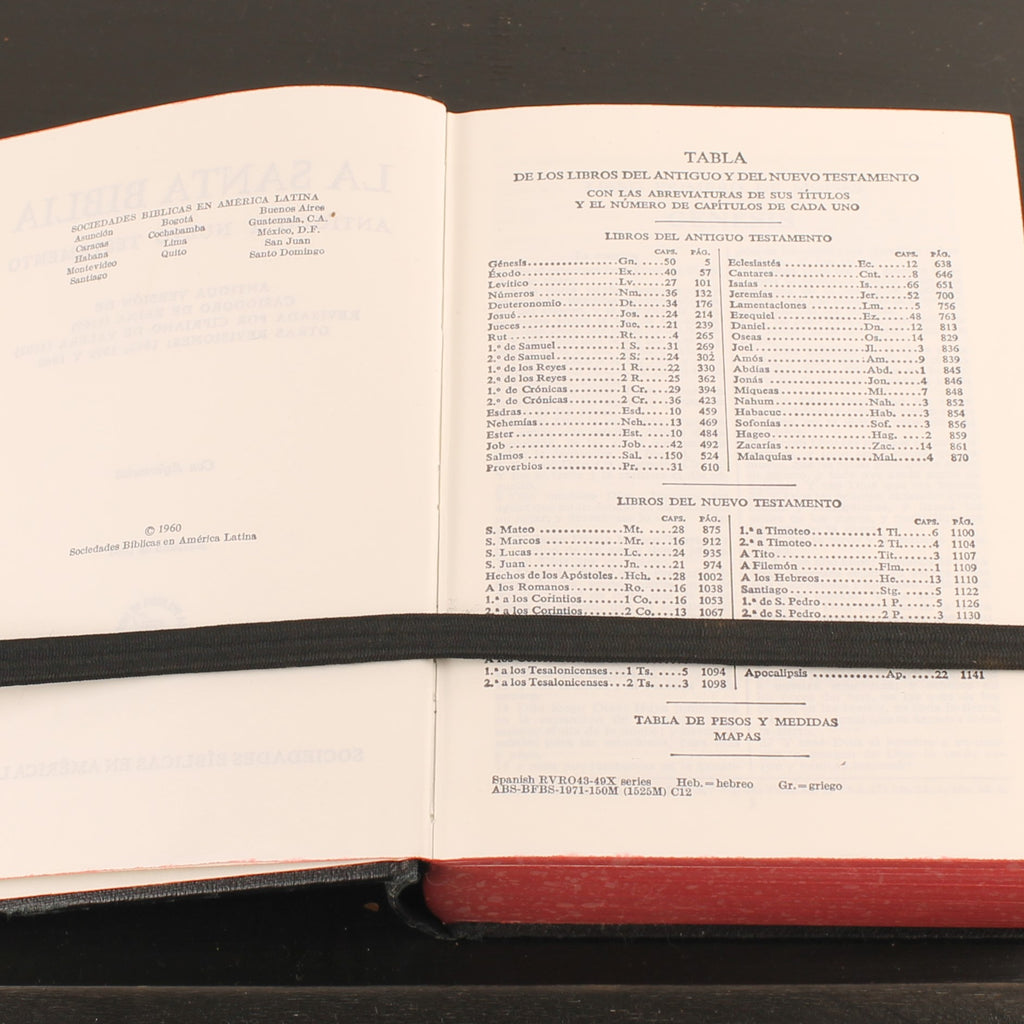 SOCIEDADES BIBLICAS EN AMÉRICA LATINA
Asunción Bogotá Buenos Aires
Caracas Cochabamba Guatemala, C.A.
Habana Lima México, D.F.
Montevideo Quito San Juan
Santiago Santo Domingo
© 1960
Sociedades Bíblicas en América Latina
TABLA
DE LOS LIBROS DEL ANTIGUO Y DEL NUEVO TESTAMENTO
CON LAS ABREVIATURAS DE SUS TÍTULOS
Y EL NÚMERO DE CAPÍTULOS DE CADA UNO
LIBROS DEL ANTIGUO TESTAMENTO
CAPS. PÁG.
Génesis Gn. 50 5
Éxodo Ex. 40 57
Levítico Lv. 27 101
Números Nm. 36 132
Deuteronomio Dt. 34 176
Josué Jos. 24 214
Jueces Jue. 21 239
Rut Rt. 4 265
1.º de Samuel 1 S. 31 269
2.º de Samuel 2 S. 24 302
1.º de los Reyes 1 R. 22 330
2.º de los Reyes 2 R. 25 362
1.º de Crónicas 1 Cr. 29 394
2.º de Crónicas 2 Cr. 36 423
Esdras Esd. 10 459
Nehemías Neh. 13 469
Ester Est. 10 484
Job Job. 42 492
Salmos Sal. 150 524
Proverbios Pr. 31 610
CAPS. PÁG.
Eclesiastés Ec. 12 638
Cantares Cnt. 8 646
Isaías Is. 66 651
Jeremías Jer. 52 700
Lamentaciones Lm. 5 756
Ezequiel Ez. 48 763
Daniel Dn. 12 813
Oseas Os. 14 829
Joel Jl. 3 836
Amós Am. 9 839
Abdías Abd. 1 845
Jonás Jon. 4 846
Miqueas Mi. 7 848
Nahum Nah. 3 852
Habacuc Hab. 3 854
Sofonías Sof. 3 856
Hageo Hag. 2 859
Zacarías Zac. 14 861
Malaquías Mal. 4 870
LIBROS DEL NUEVO TESTAMENTO
CAPS. PÁG.
S. Mateo Mt. 28 875
S. Marcos Mr. 16 912
S. Lucas Lc. 24 935
S. Juan Jn. 21 974
Hechos de los Apóstoles Hch. 28 1002
A los Romanos Ro. 16 1038
1.ª a los Corintios 1 Co. 16 1053
2.ª a los Corintios 2 Co. 13 1067
1.ª a los Tesalonicenses 1 Ts. 5 1094
2.ª a los Tesalonicenses 2 Ts. 3 1098
CAPS. PÁG.
1.ª a Timoteo 1 Ti. 6 1100
2.ª a Timoteo 2 Ti. 4 1104
A Tito Tit. 3 1107
A Filemón Flm. 1 1109
A los Hebreos He. 13 1110
Santiago Stg. 5 1122
1.ª de S. Pedro 1 P. 5 1126
2.ª de S. Pedro 2 P. 3 1130
Apocalipsis Ap. 22 1141
TABLA DE PESOS Y MEDIDAS
MAPAS
Spanish RVRO43-49X series Heb.=hebreo Gr.=griego
ABS-BFBS-1971-150M (1525M) C12